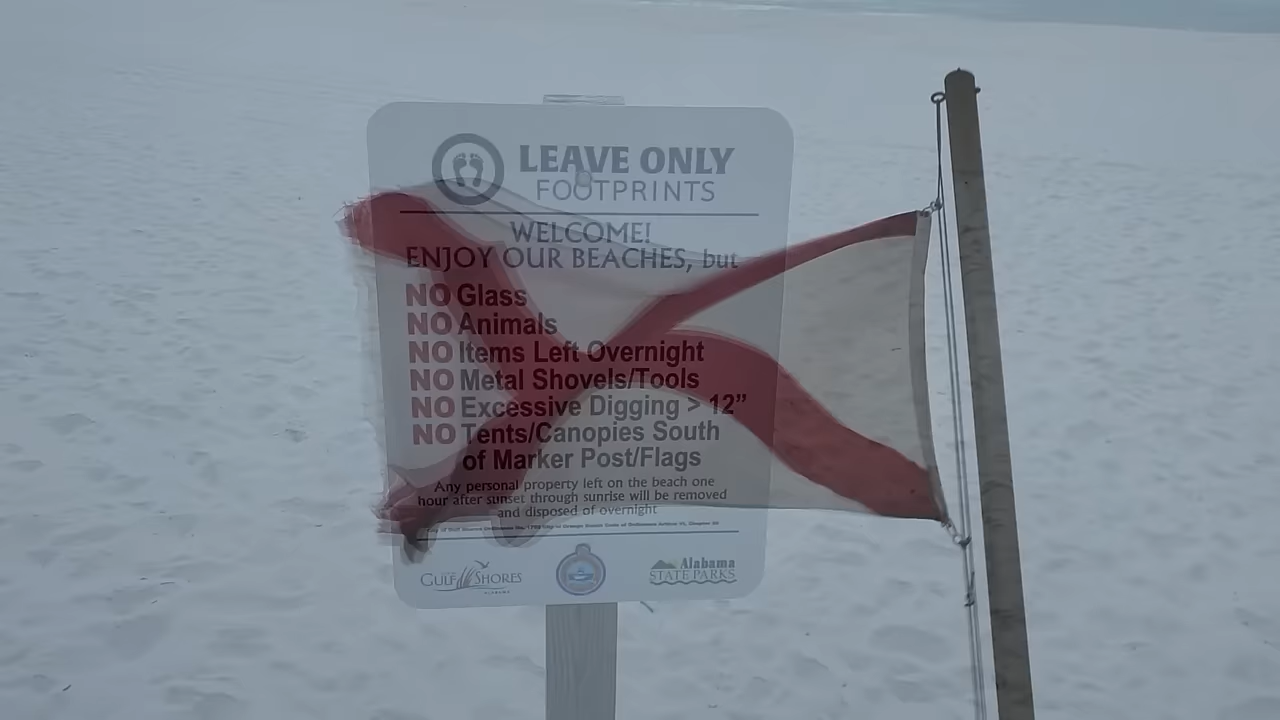 LEAVE ONLY
FOOTPRINTS
WELCOME!
ENJOY OUR BEACHES, but
NO Glass
NO Animals
NO Items Left Overnight
NO Metal Shovels/Tools
NO Excessive Digging > 12”
NO Tents/Canopies South
of Marker Post/Flags
Any personal property left on the beach one
hour after sunset through sunrise will be removed
and disposed of overnight
GULF SHORES
ALABAMA
Alabama
STATE PARKS